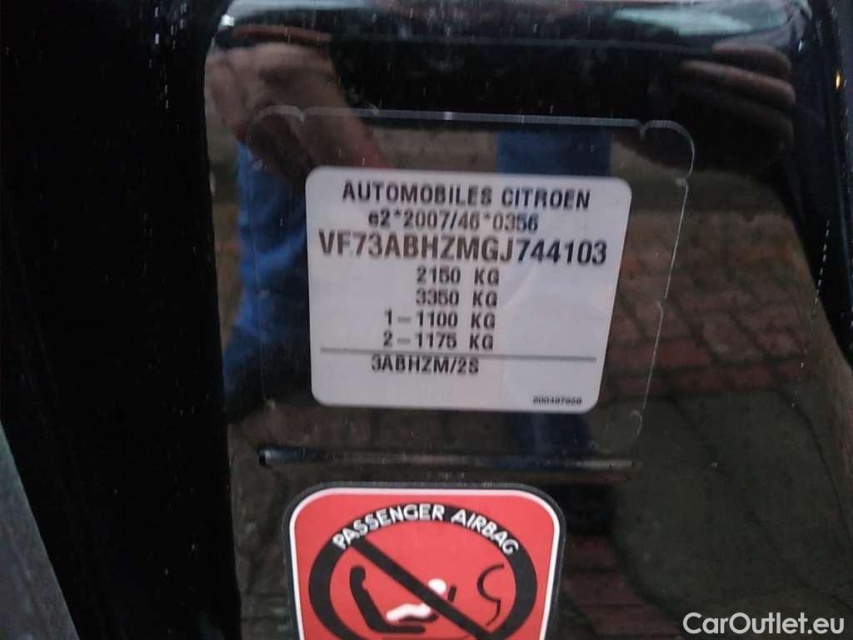 AUTOMOBILES CITROEN
e2*2007/46*0356
VF73ABHZMGJ744103
2150 KG
3350 KG
1-1100 KG
2-1175 KG
3ABHZM/2S
PASSENGER AIRBAG
CarOutlet.eu